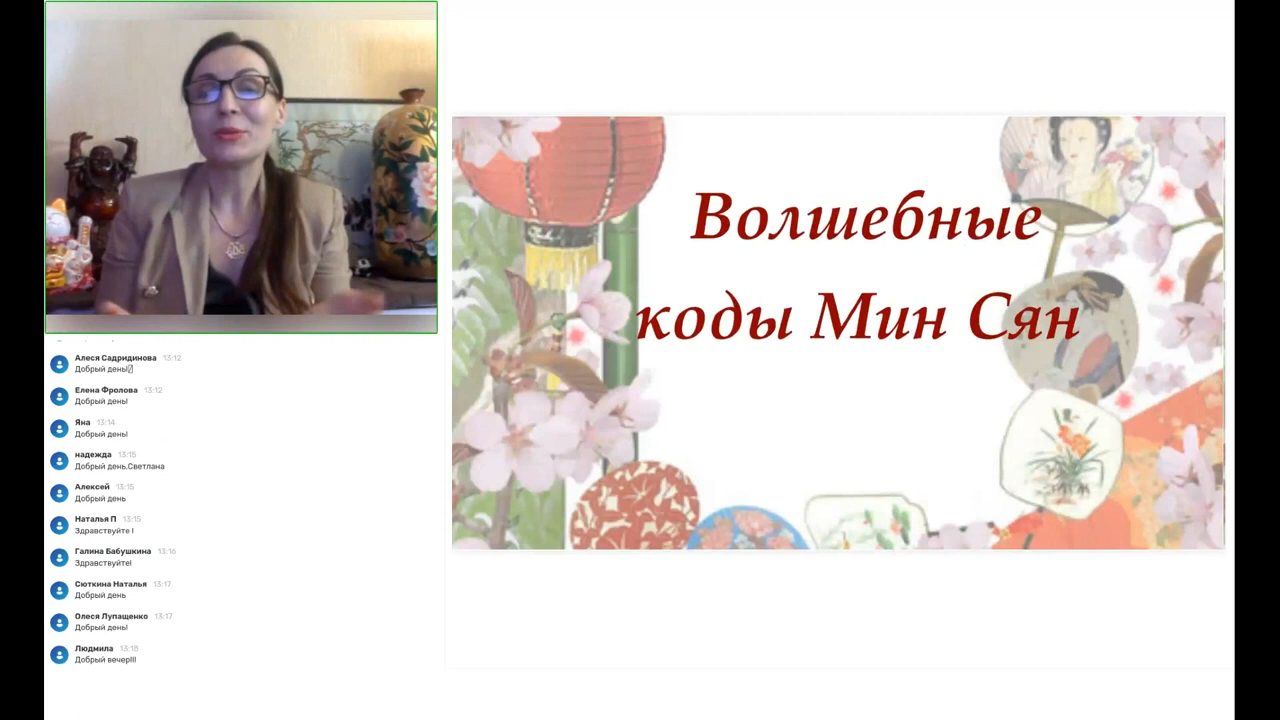 Волшебные
коды Мин Сян
Алеся Садридинова 13:12
Добрый день!
Елена Фролова 13:12
Добрый день!
Яна 13:14
Добрый день!
надежда 13:15
Добрый день,Светлана
Алексей 13:15
Добрый день
Наталья П 13:15
Здравствуйте !
Галина Бабушкина 13:16
Здравствуйте!
Сюткина Наталья 13:17
Добрый день
Олеся Лупащенко 13:17
Добрый день!
Людмила 13:18
Добрый вечер!!!